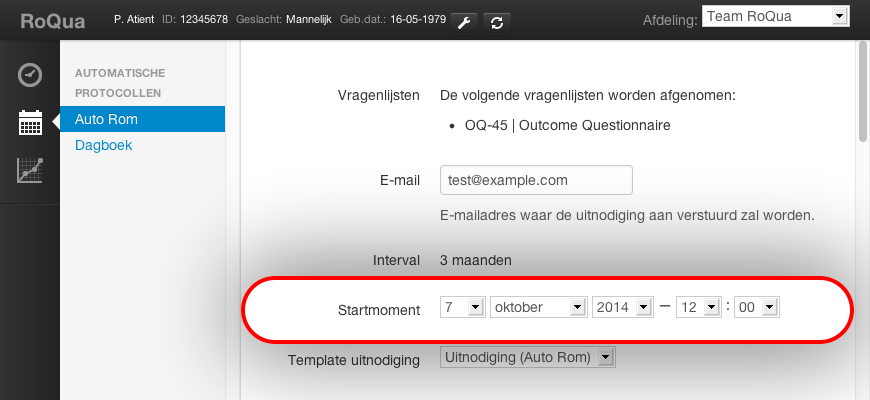 RoQua P. Atient ID: 12345678 Geslacht: Mannelijk Geb.dat.: 16-05-1979 Afdeling: Team RoQua
AUTOMATISCHE
PROTOCOLLEN
Auto Rom
Dagboek
Vragenlijsten De volgende vragenlijsten worden afgenomen:
• OQ-45 | Outcome Questionnaire
E-mail test@example.com
E-mailadres waar de uitnodiging aan verstuurd zal worden.
Interval 3 maanden
Startmoment 7 oktober 2014 — 12 : 00
Template uitnodiging Uitnodiging (Auto Rom)